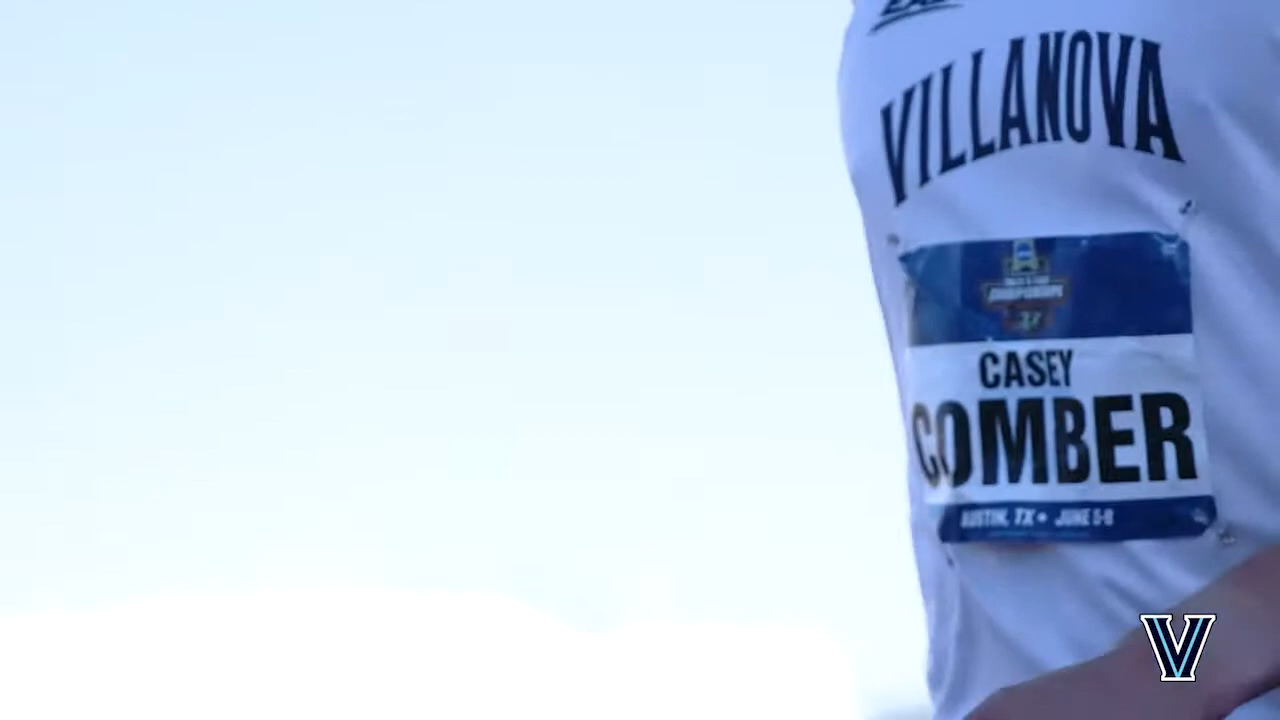 VILLANOVA
CASEY
COMBER
AUSTIN, TX • JUNE 5-8
V